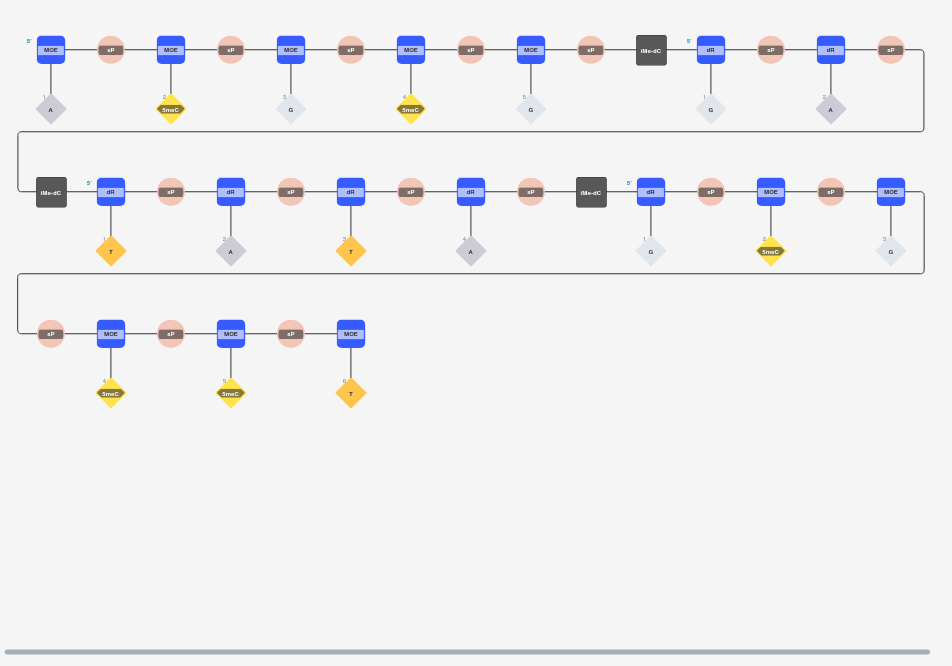 5' MOE sP MOE sP MOE sP MOE sP MOE sP iMe-dC 5' dR sP dR sP
1 A 2 5meC 3 G 4 5meC 5 G 1 G 2 A
iMe-dC 5' dR sP dR sP dR sP dR sP iMe-dC 5' dR sP MOE sP MOE
1 T 2 A 3 T 4 A 1 G 2 5meC 3 G
sP MOE sP MOE sP MOE
4 5meC 5 5meC 6 T